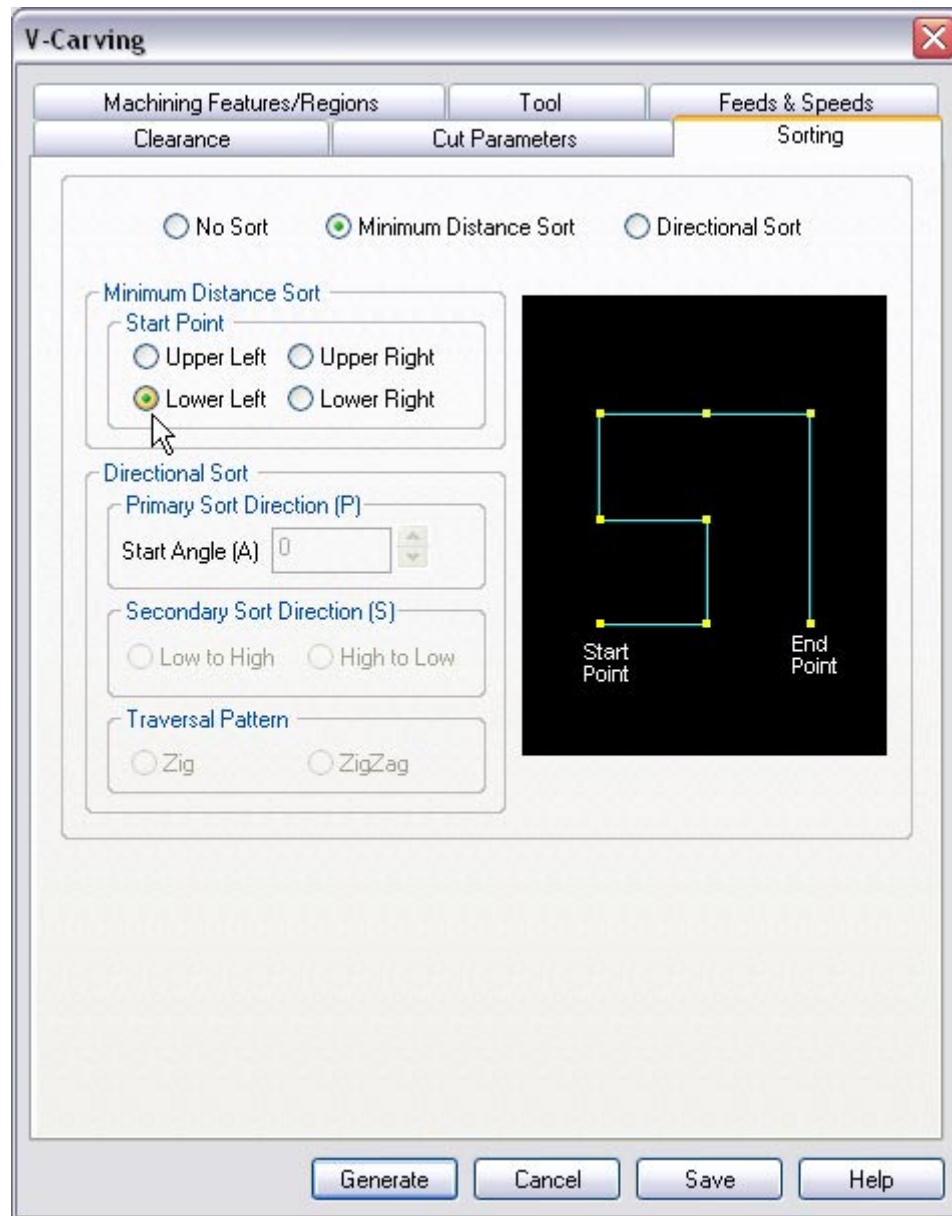 V-Carving
Machining Features/Regions Tool Feeds & Speeds
Clearance Cut Parameters Sorting
No Sort Minimum Distance Sort Directional Sort
Minimum Distance Sort
Start Point
Upper Left Upper Right
Lower Left Lower Right
Directional Sort
Primary Sort Direction (P)
Start Angle (A) 0
Secondary Sort Direction (S)
Low to High High to Low
Traversal Pattern
Zig ZigZag
Start
Point
End
Point
Generate Cancel Save Help